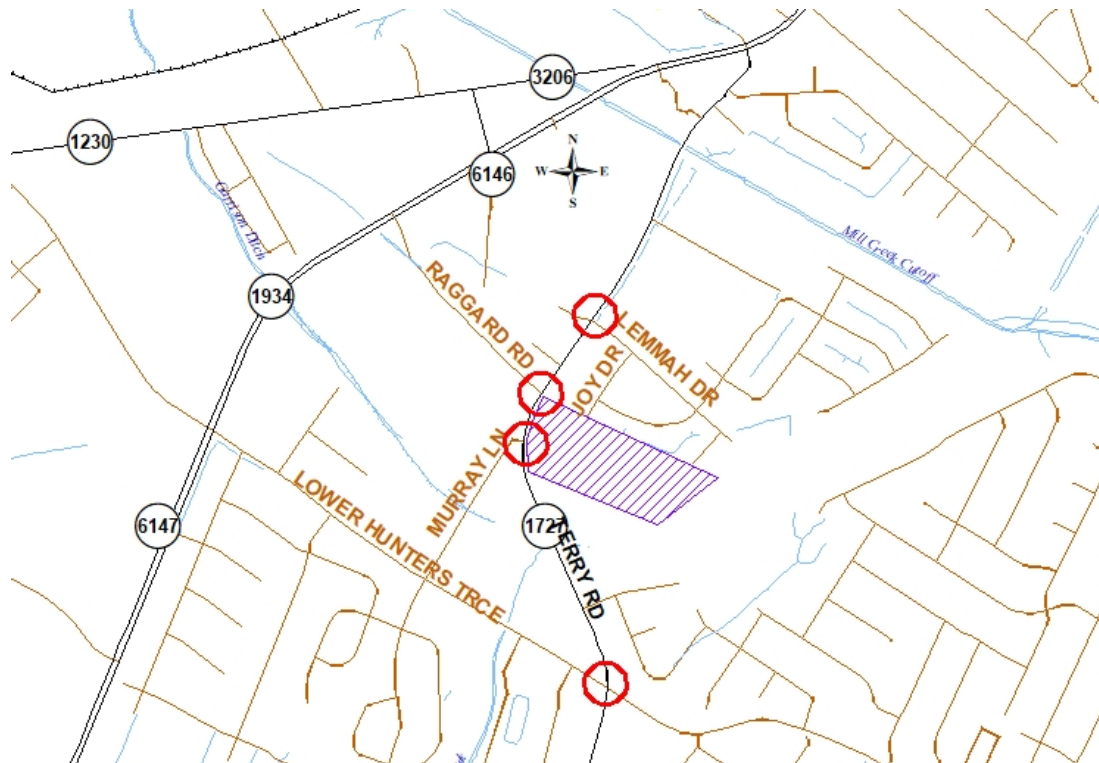 3206
1230
N
W E
S
6146
Mill Creek Cutoff
1934
RAGGARD RD
LEMMAH DR
JOY DR
MURRAY LN
LOWER HUNTERS TRCE
6147
1727
TERRY RD